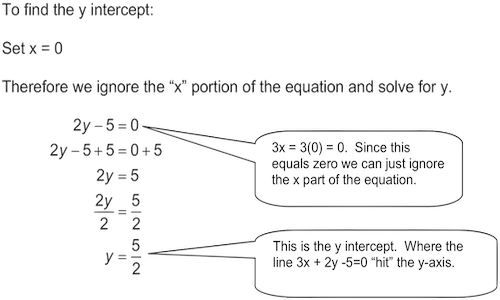 To find the y intercept:
Set x = 0
Therefore we ignore the “x” portion of the equation and solve for y.
2y – 5 = 0
2y – 5 + 5 = 0 + 5
2y = 5
2y/2 = 5/2
y = 5/2
3x = 3(0) = 0.  Since this
equals zero we can just ignore
the x part of the equation.
This is the y intercept.  Where the
line 3x + 2y -5=0 “hit” the y-axis.